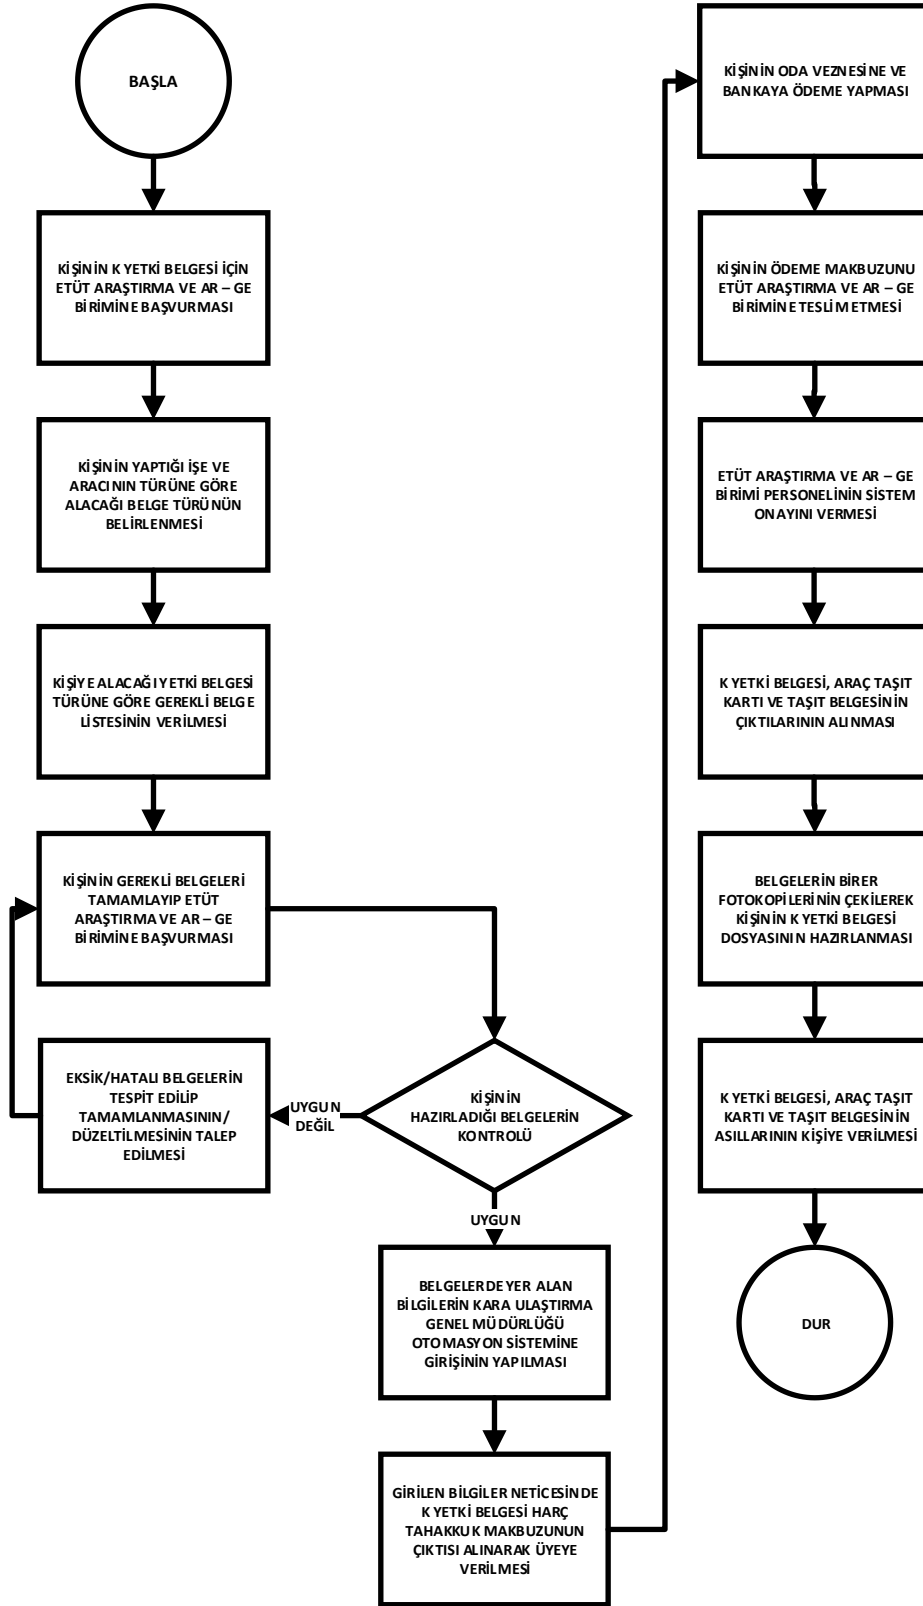 BAŞLA
KİŞİNİN K YETKİ BELGESİ İÇİN
ETÜT ARAŞTIRMA VE AR – GE
BİRİMİNE BAŞVURMASI
KİŞİNİN YAPTIĞI İŞE VE
ARACININ TÜRÜNE GÖRE
ALACAĞI BELGE TÜRÜNÜN
BELİRLENMESİ
KİŞİYE ALACAĞI YETKİ BELGESİ
TÜRÜNE GÖRE GEREKLİ BELGE
LİSTESİNİN VERİLMESİ
KİŞİNİN GEREKLİ BELGELERİ
TAMAMLAYIP ETÜT
ARAŞTIRMA VE AR – GE
BİRİMİNE BAŞVURMASI
EKSİK/HATALI BELGELERİN
TESPİT EDİLİP
TAMAMLANMASININ/
DÜZELTİLMESİNİN TALEP
EDİLMESİ
UYGUN
DEĞİL
KİŞİNİN
HAZIRLADIĞI BELGELERİN
KONTROLÜ
UYGUN
BELGELERDE YER ALAN
BİLGİLERİN KARA ULAŞTIRMA
GENEL MÜDÜRLÜĞÜ
OTOMASYON SİSTEMİNE
GİRİŞİNİN YAPILMASI
GİRİLEN BİLGİLER NETİCESİNDE
K YETKİ BELGESİ HARÇ
TAHAKKUK MAKBUZUNUN
ÇIKTISI ALINARAK ÜYEYE
VERİLMESİ
KİŞİNİN ODA VEZNESİNE VE
BANKAYA ÖDEME YAPMASI
KİŞİNİN ÖDEME MAKBUZUNU
ETÜT ARAŞTIRMA VE AR – GE
BİRİMİNE TESLİM ETMESİ
ETÜT ARAŞTIRMA VE AR – GE
BİRİMİ PERSONELİNİN SİSTEM
ONAYINI VERMESİ
K YETKİ BELGESİ, ARAÇ TAŞIT
KARTI VE TAŞIT BELGESİNİN
ÇIKTILARININ ALINMASI
BELGELERİN BİRER
FOTOKOPİLERİNİN ÇEKİLEREK
KİŞİNİN K YETKİ BELGESİ
DOSYASININ HAZIRLANMASI
K YETKİ BELGESİ, ARAÇ TAŞIT
KARTI VE TAŞIT BELGESİNİN
ASILLARININ KİŞİYE VERİLMESİ
DUR